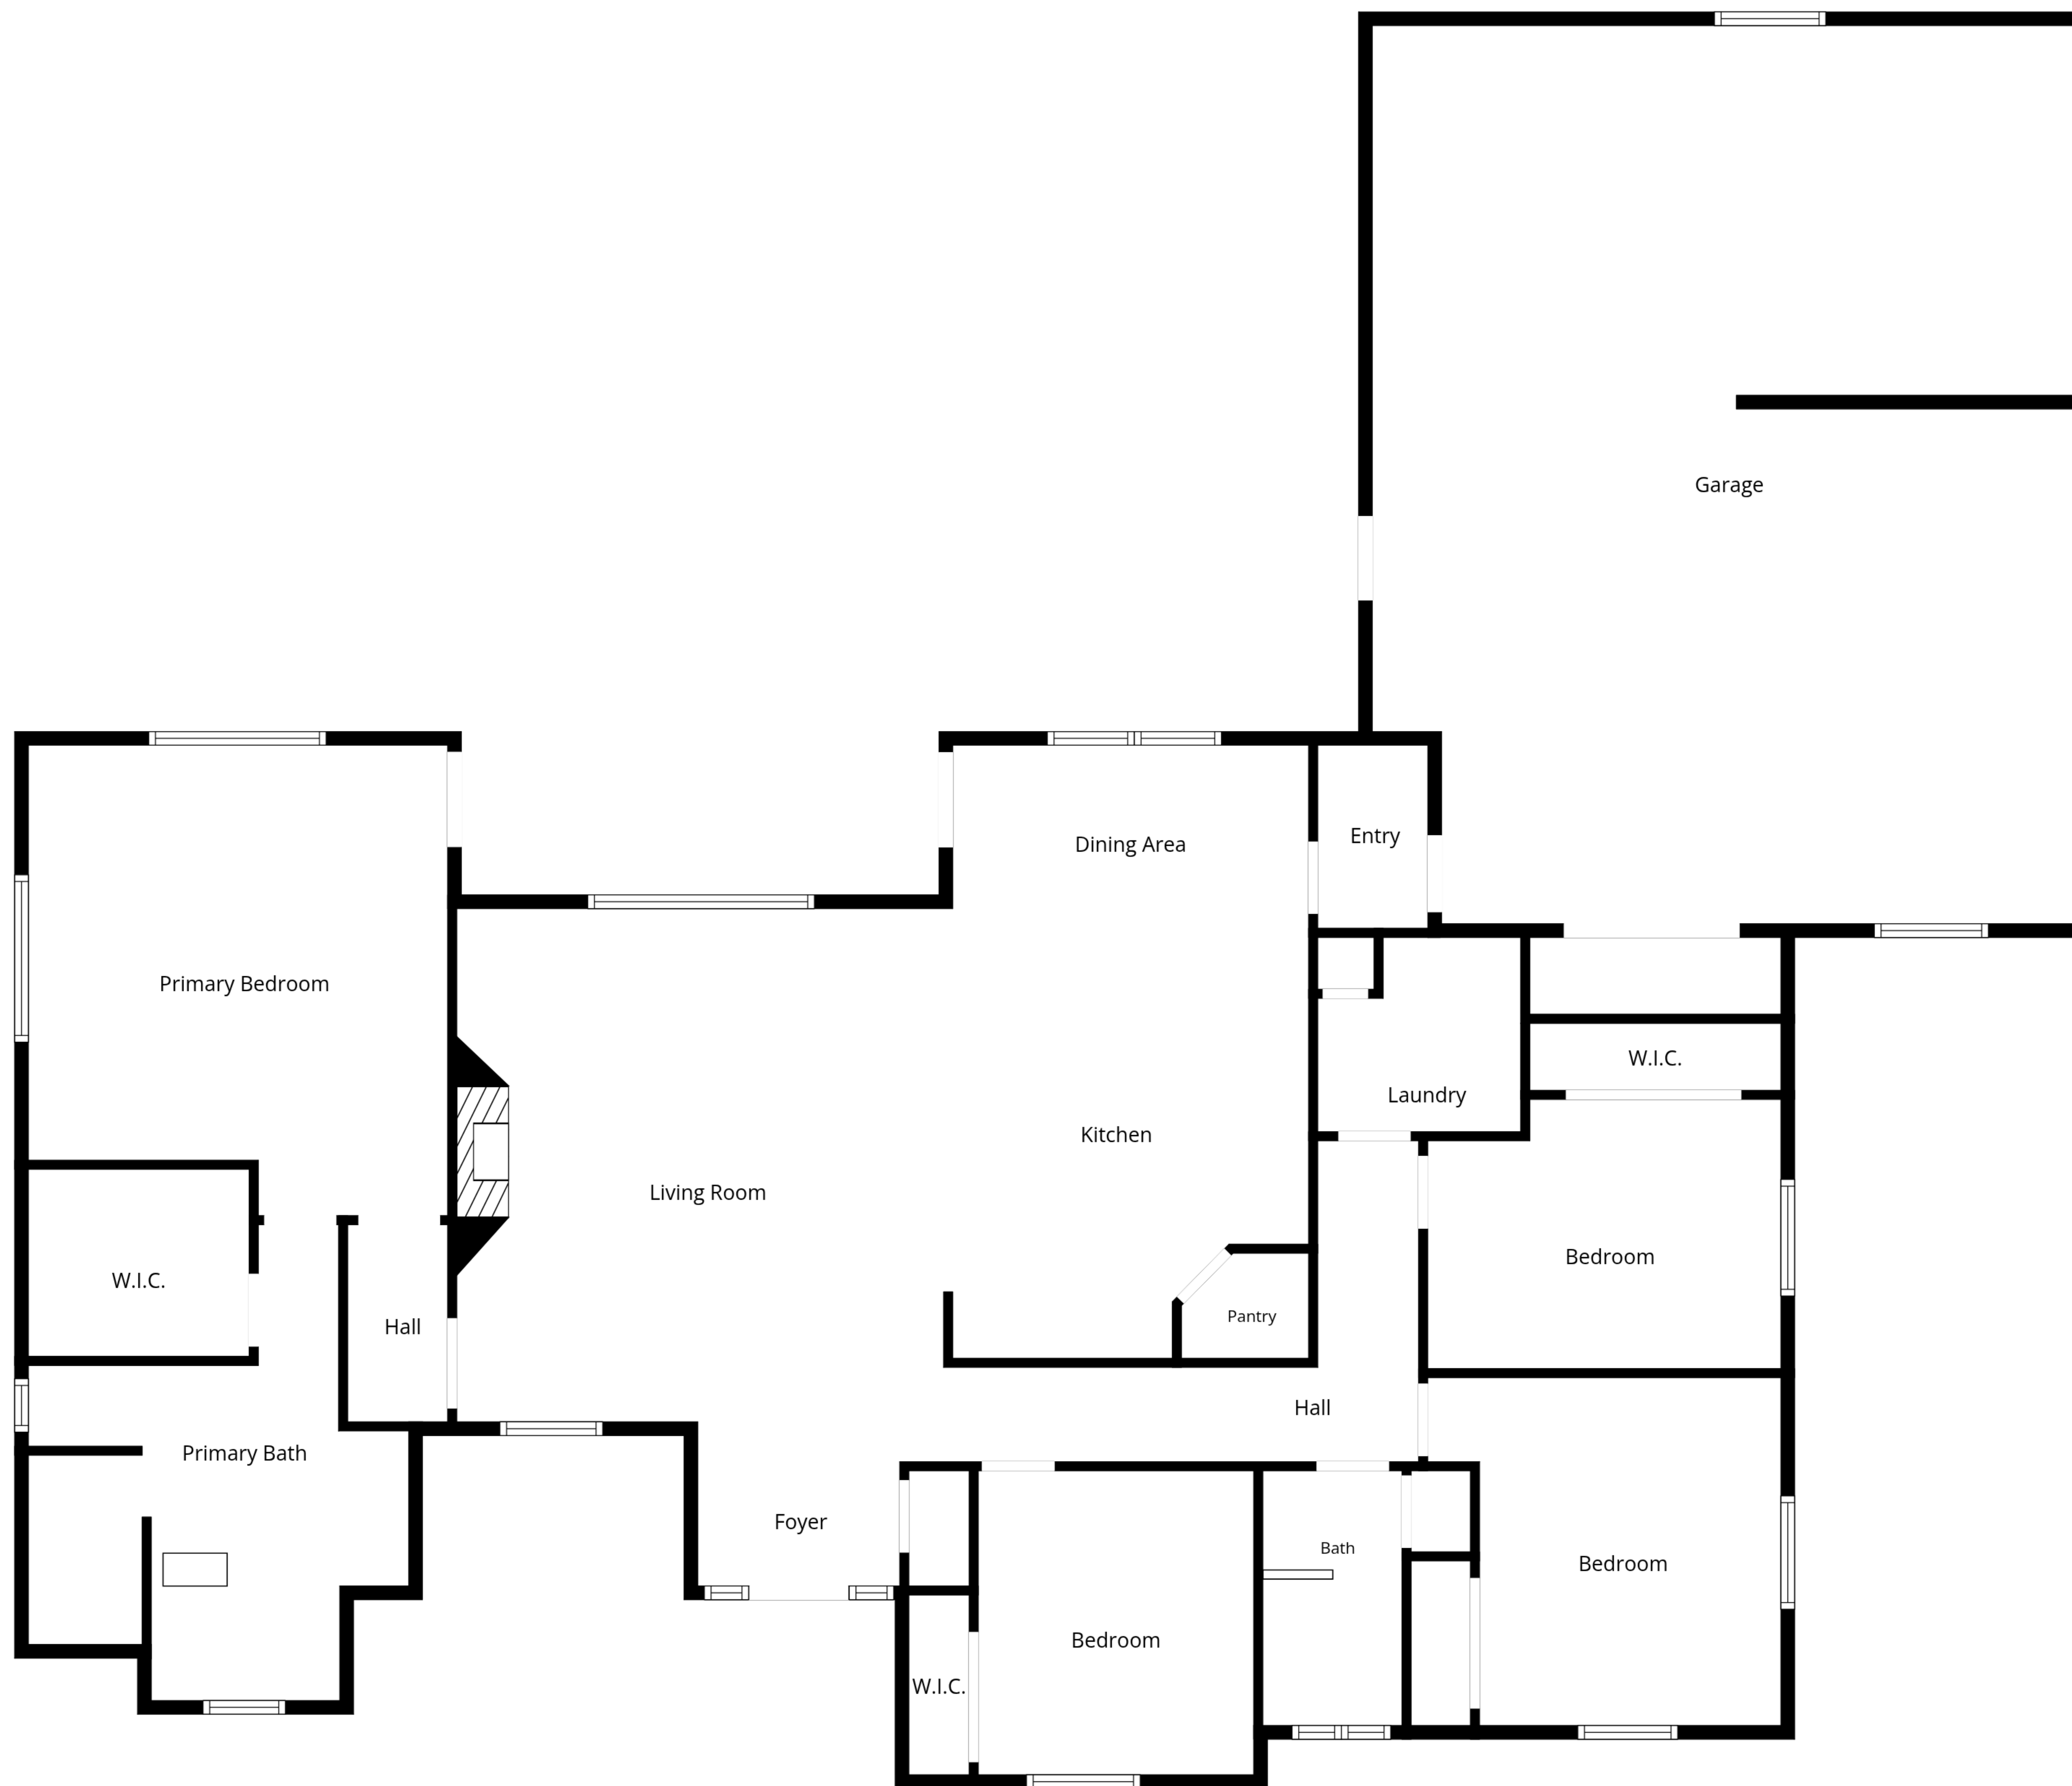 Garage
Entry
Dining Area
Primary Bedroom
W.I.C.
Laundry
Kitchen
Living Room
Bedroom
W.I.C.
Pantry
Hall
Hall
Primary Bath
Foyer
Bath
Bedroom
Bedroom
W.I.C.